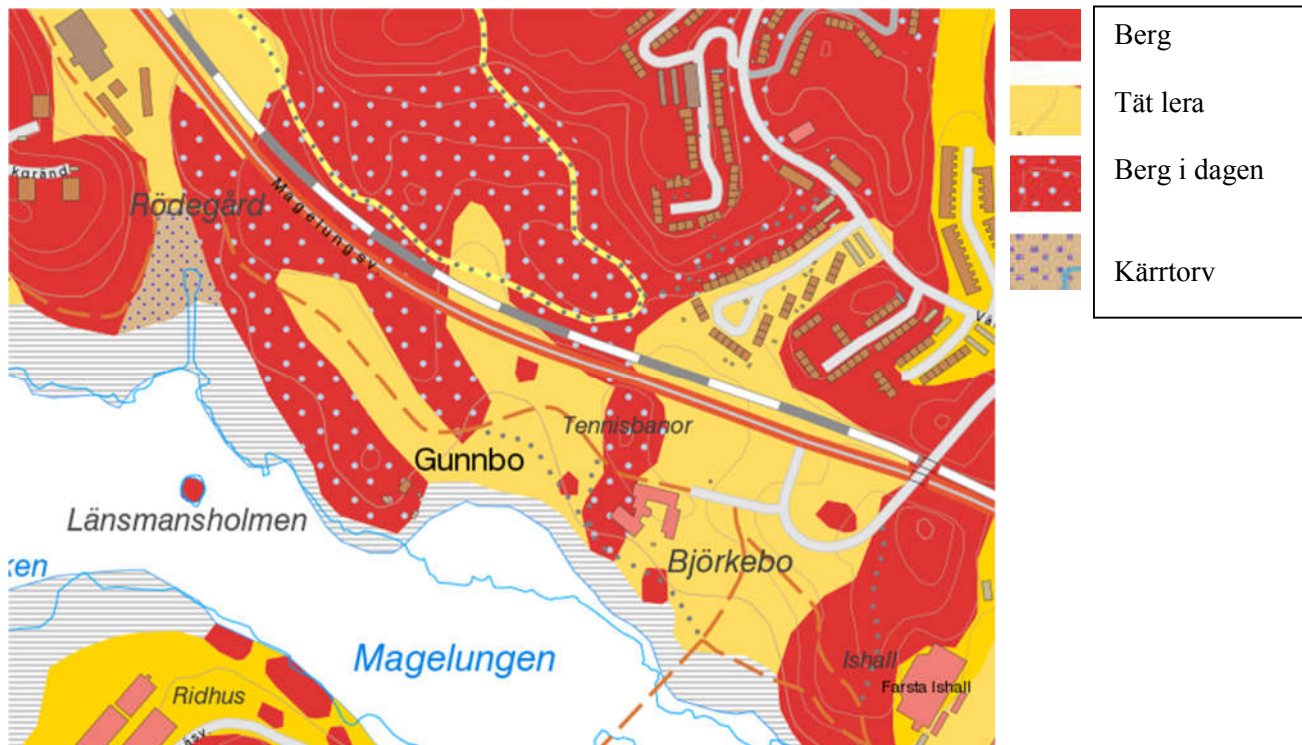 Rödegård
Magelungsv
Tennisbanor
Gunnbo
Länsmansholmen
Björkebo
Magelungen
Ishall
Farsta Ishall
Ridhus
Berg
Tät lera
Berg i dagen
Kärrtorv